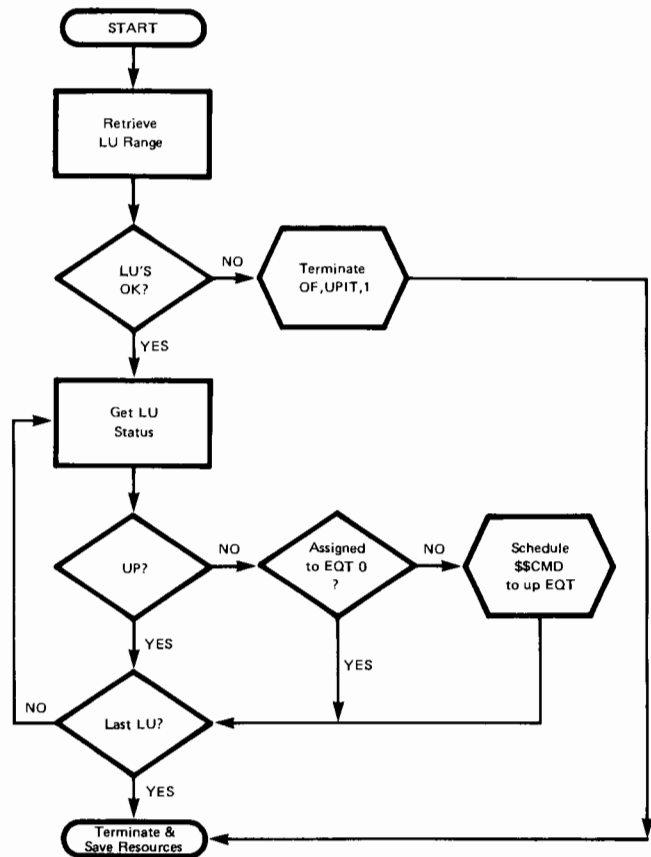 START
Retrieve
LU Range
LU'S
OK?
NO
Terminate
OF,UPIT,1
YES
Get LU
Status
UP?
NO
Assigned
to EQT 0
?
NO
Schedule
$$CMD
to up EQT
YES
YES
NO
Last LU?
YES
Terminate &
Save Resources